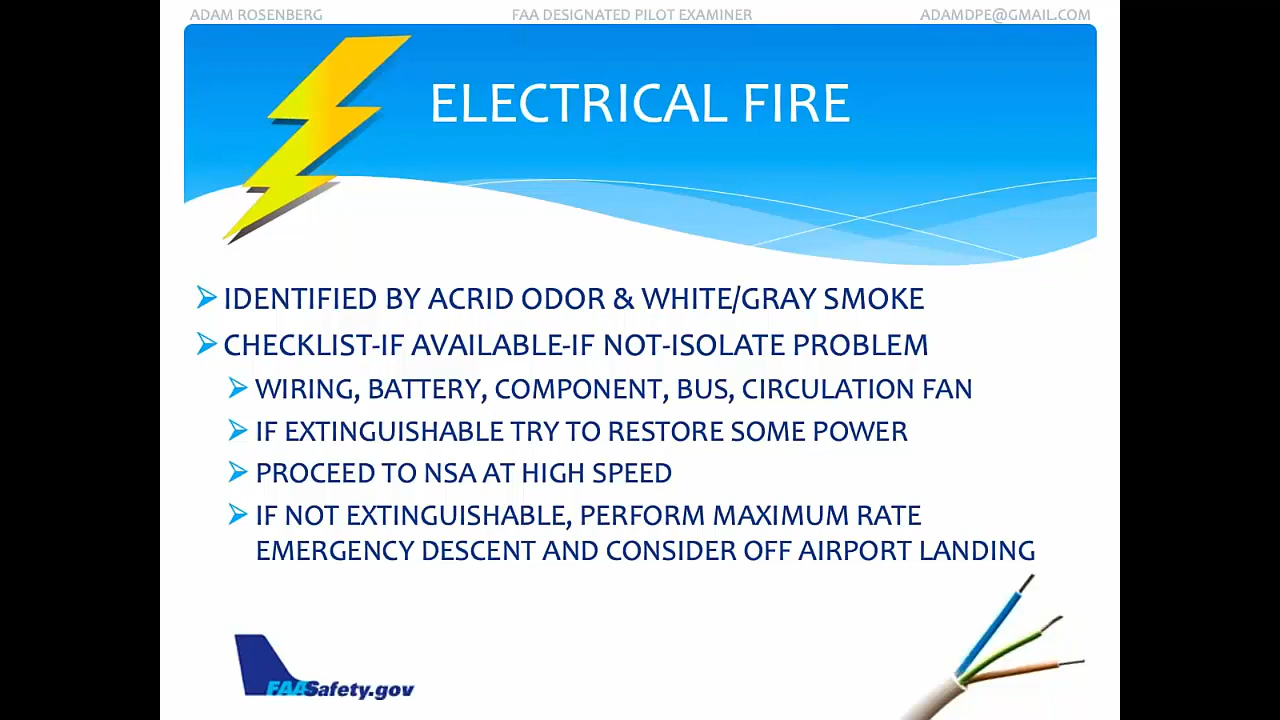 ADAM ROSENBERG FAA DESIGNATED PILOT EXAMINER ADAMDPE@GMAIL.COM
ELECTRICAL FIRE
IDENTIFIED BY ACRID ODOR & WHITE/GRAY SMOKE
CHECKLIST-IF AVAILABLE-IF NOT-ISOLATE PROBLEM
WIRING, BATTERY, COMPONENT, BUS, CIRCULATION FAN
IF EXTINGUISHABLE TRY TO RESTORE SOME POWER
PROCEED TO NSA AT HIGH SPEED
IF NOT EXTINGUISHABLE, PERFORM MAXIMUM RATE
EMERGENCY DESCENT AND CONSIDER OFF AIRPORT LANDING
FAASafety.gov